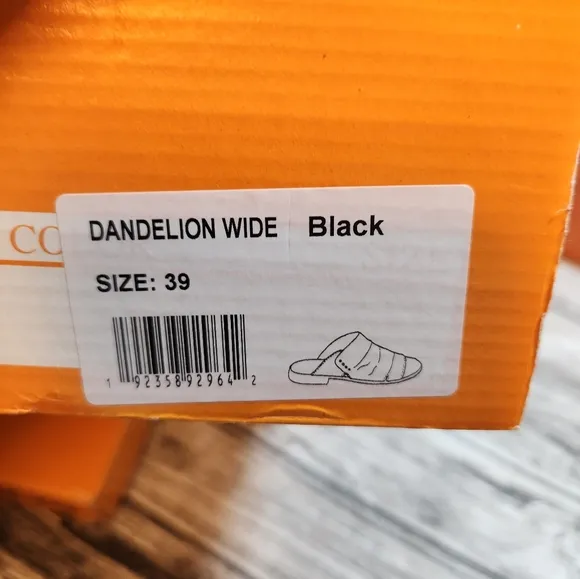 CO
DANDELION WIDE Black
SIZE: 39
1 92358 92964 2